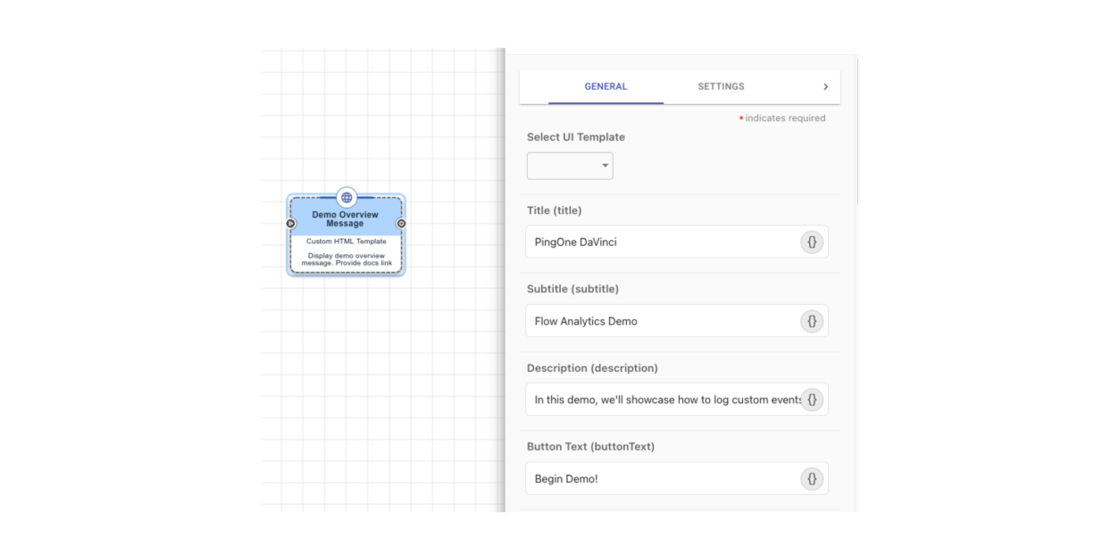 Demo Overview
Message
Custom HTML Template
Display demo overview
message. Provide docs link
GENERAL
SETTINGS
* indicates required
Select UI Template
Title (title)
PingOne DaVinci
{}
Subtitle (subtitle)
Flow Analytics Demo
{}
Description (description)
In this demo, we'll showcase how to log custom events
{}
Button Text (buttonText)
Begin Demo!
{}